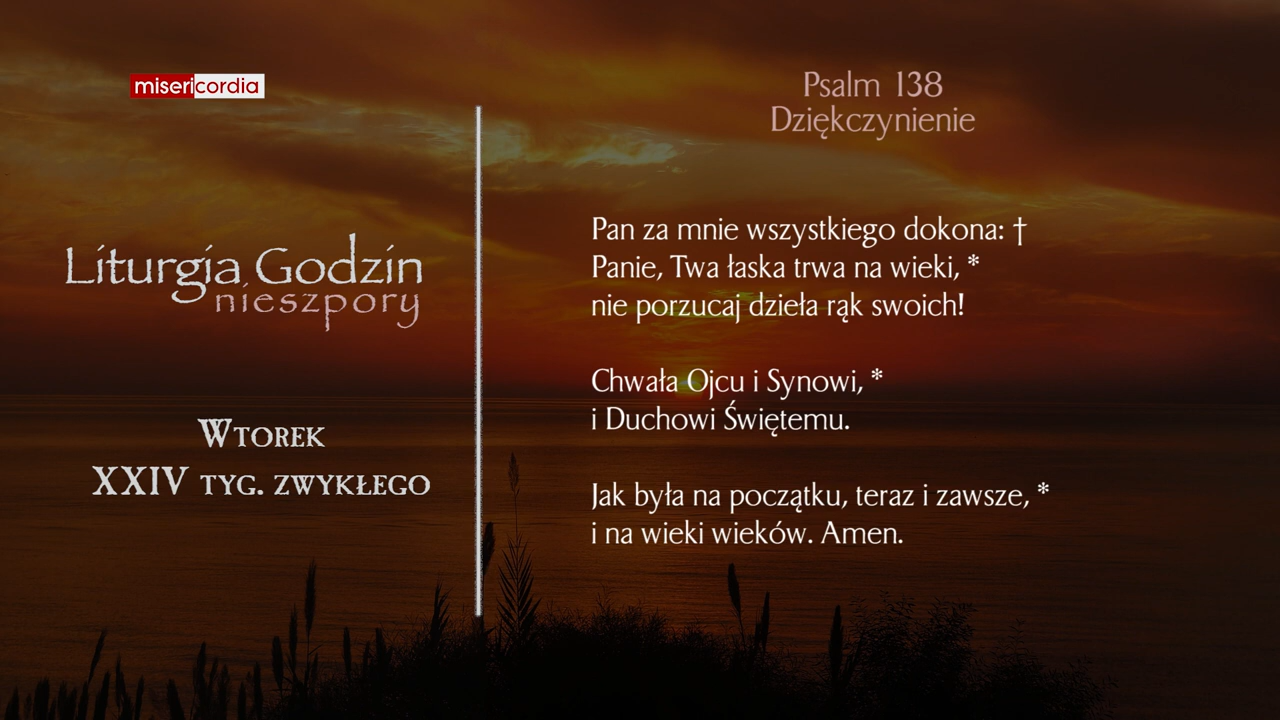 misericordia
Liturgia Godzin
nieszpory
Wtorek
XXIV tyg. zwykłego
Psalm 138
Dziękczynienie
Pan za mnie wszystkiego dokona: †
Panie, Twa łaska trwa na wieki, *
nie porzucaj dzieła rąk swoich!
Chwała Ojcu i Synowi, *
i Duchowi Świętemu.
Jak była na początku, teraz i zawsze, *
i na wieki wieków. Amen.